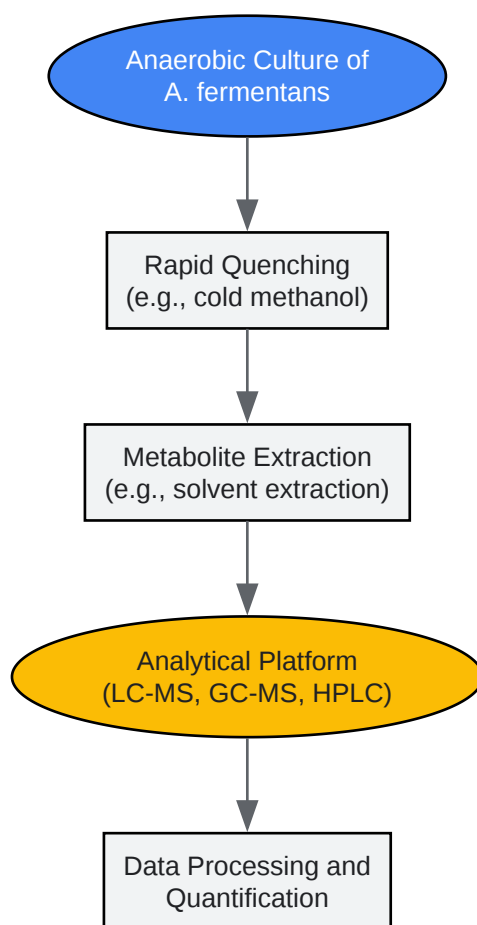 Anaerobic Culture of
A. fermentans
Rapid Quenching
(e.g., cold methanol)
Metabolite Extraction
(e.g., solvent extraction)
Analytical Platform
(LC-MS, GC-MS, HPLC)
Data Processing and
Quantification